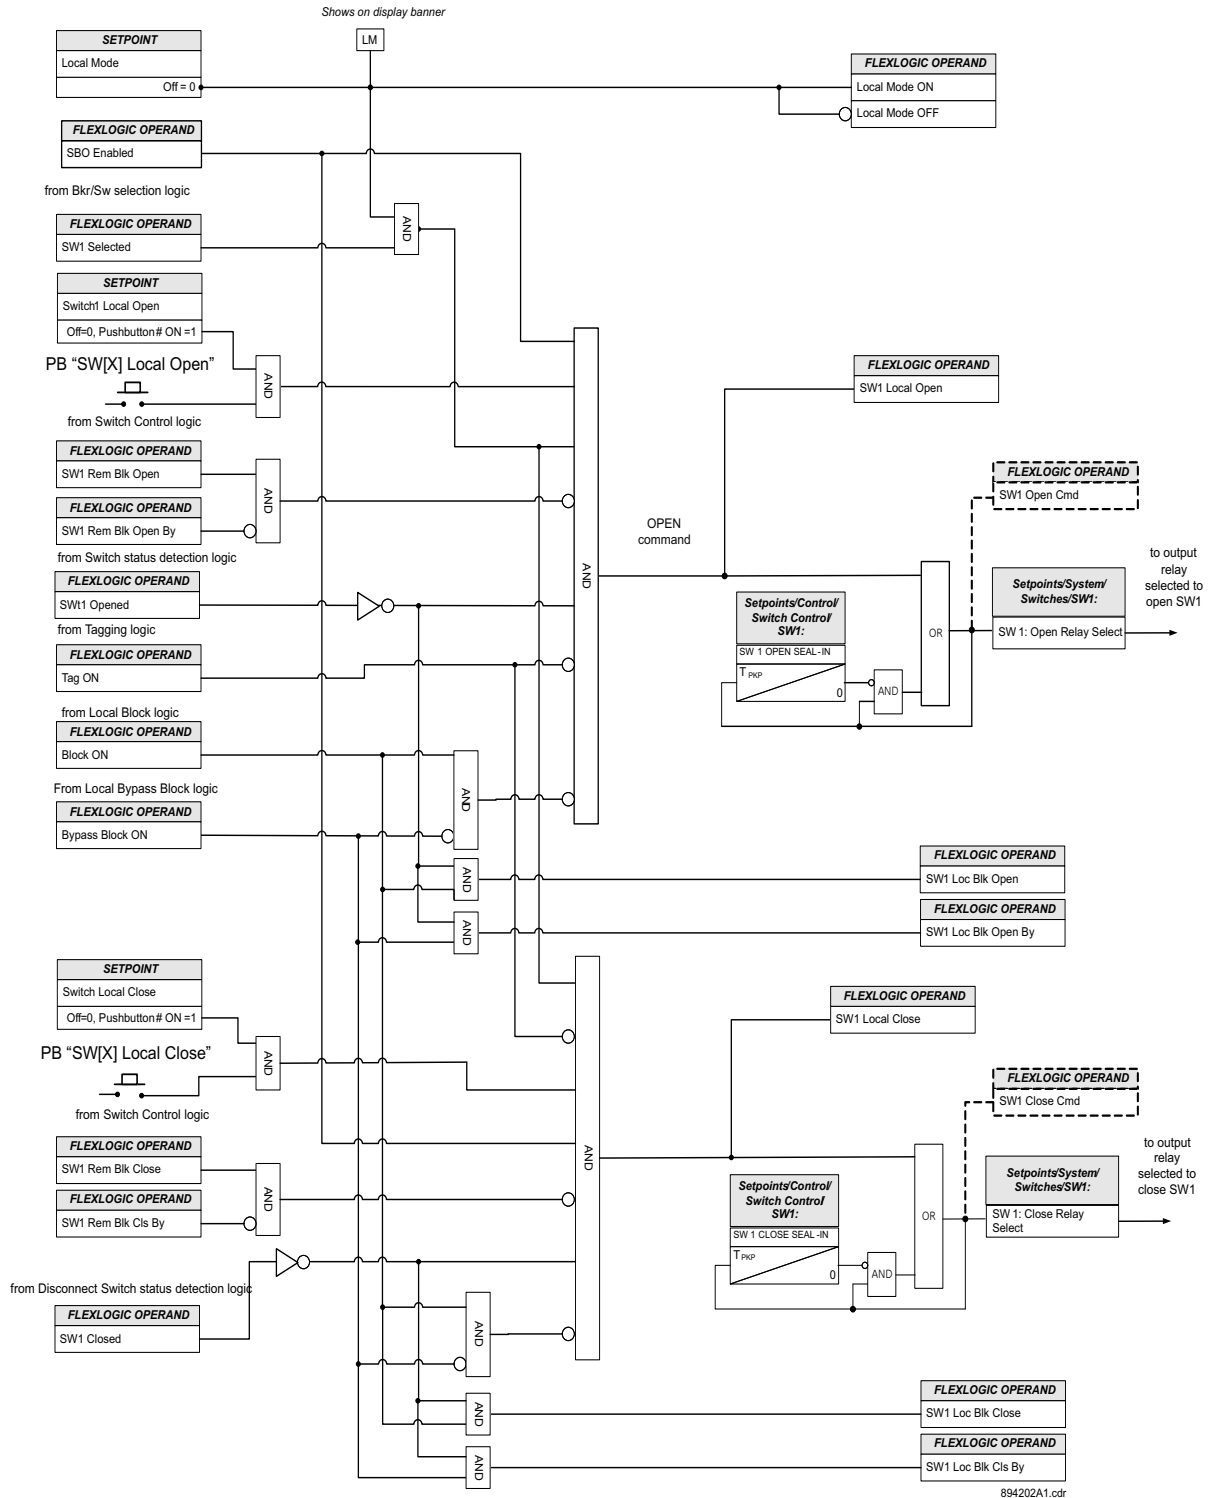 Shows on display banner
LM
SETPOINT
Local Mode
Off = 0
FLEXLOGIC OPERAND
Local Mode ON
Local Mode OFF
FLEXLOGIC OPERAND
SBO Enabled
from Bkr/Sw selection logic
FLEXLOGIC OPERAND
SW1 Selected
AND
SETPOINT
Switch1 Local Open
Off=0, Pushbutton# ON =1
PB “SW[X] Local Open”
AND
from Switch Control logic
FLEXLOGIC OPERAND
SW1 Local Open
FLEXLOGIC OPERAND
SW1 Rem Blk Open
FLEXLOGIC OPERAND
SW1 Rem Blk Open By
AND
from Switch status detection logic
FLEXLOGIC OPERAND
SWt1 Opened
from Tagging logic
FLEXLOGIC OPERAND
Tag ON
from Local Block logic
FLEXLOGIC OPERAND
Block ON
From Local Bypass Block logic
FLEXLOGIC OPERAND
Bypass Block ON
AND
AND
OPEN
command
FLEXLOGIC OPERAND
SW1 Open Cmd
Setpoints/Control/
Switch Control/
SW1:
SW 1 OPEN SEAL-IN
T PKP
0
AND
OR
Setpoints/System/
Switches/SW1:
SW 1: Open Relay Select
to output
relay
selected to
open SW1
AND
FLEXLOGIC OPERAND
SW1 Loc Blk Open
AND
FLEXLOGIC OPERAND
SW1 Loc Blk Open By
SETPOINT
Switch Local Close
Off=0, Pushbutton# ON =1
PB “SW[X] Local Close”
AND
from Switch Control logic
FLEXLOGIC OPERAND
SW1 Local Close
FLEXLOGIC OPERAND
SW1 Rem Blk Close
FLEXLOGIC OPERAND
SW1 Rem Blk Cls By
AND
from Disconnect Switch status detection logic
FLEXLOGIC OPERAND
SW1 Closed
AND
AND
FLEXLOGIC OPERAND
SW1 Close Cmd
Setpoints/Control/
Switch Control/
SW1:
SW 1 CLOSE SEAL -IN
T PKP
0
AND
OR
Setpoints/System/
Switches/SW1:
SW 1: Close Relay
Select
to output
relay
selected to
close SW1
AND
FLEXLOGIC OPERAND
SW1 Loc Blk Close
AND
FLEXLOGIC OPERAND
SW1 Loc Blk Cls By
894202A1.cdr